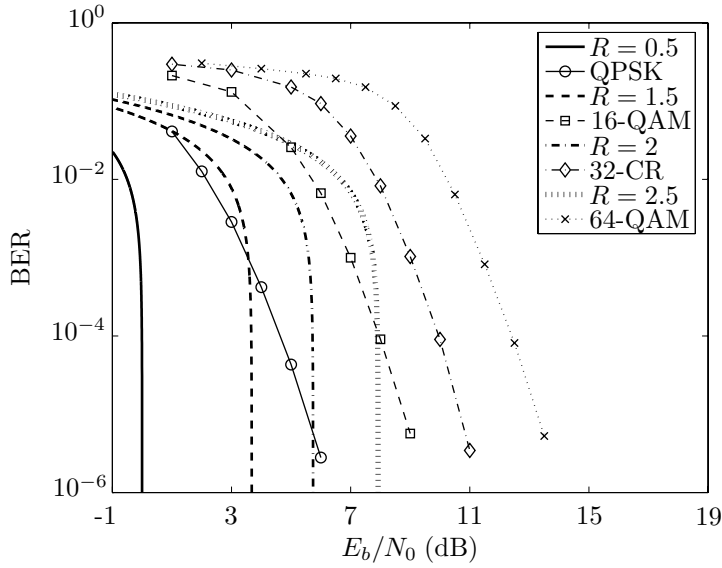 10^0
10^{-2}
10^{-4}
10^{-6}
BER
-1 3 7 11 15 19
E_b/N_0 (dB)
R = 0.5
QPSK
R = 1.5
16-QAM
R = 2
32-CR
R = 2.5
64-QAM